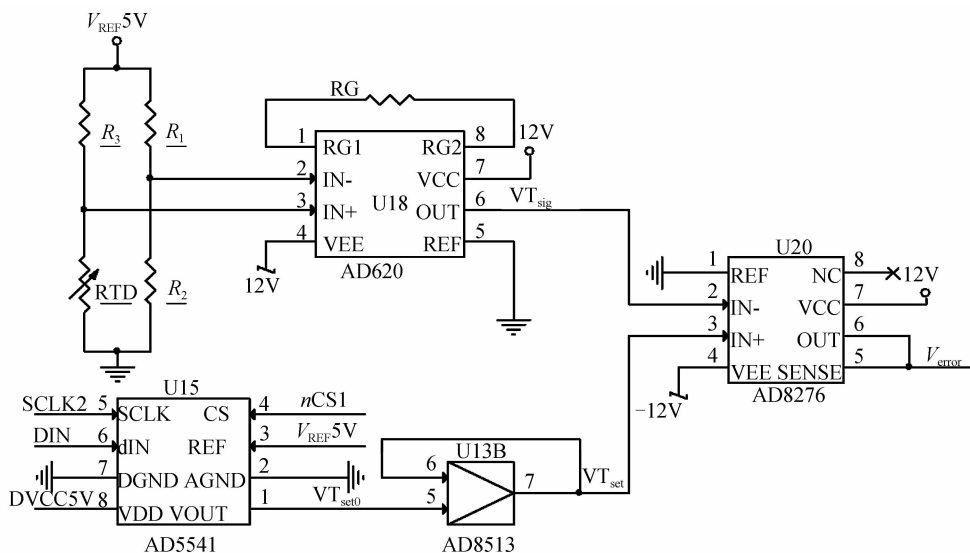 VREF5V
R3
R1
RTD
R2
RG
1 RG1 RG2 8
2 IN- VCC 7
3 IN+ U18 OUT 6
4 VEE REF 5
AD620
12V
12V
VTsig
U20
1 REF NC 8
2 IN- VCC 7
3 IN+ OUT 6
4 VEE SENSE 5
AD8276
12V
−12V
Verror
U15
SCLK2 5 SCLK CS 4 nCS1
DIN 6 dIN REF 3 VREF5V
7 DGND AGND 2
DVCC5V 8 VDD VOUT 1 VTset0
AD5541
U13B
6
5
7
VTset
AD8513